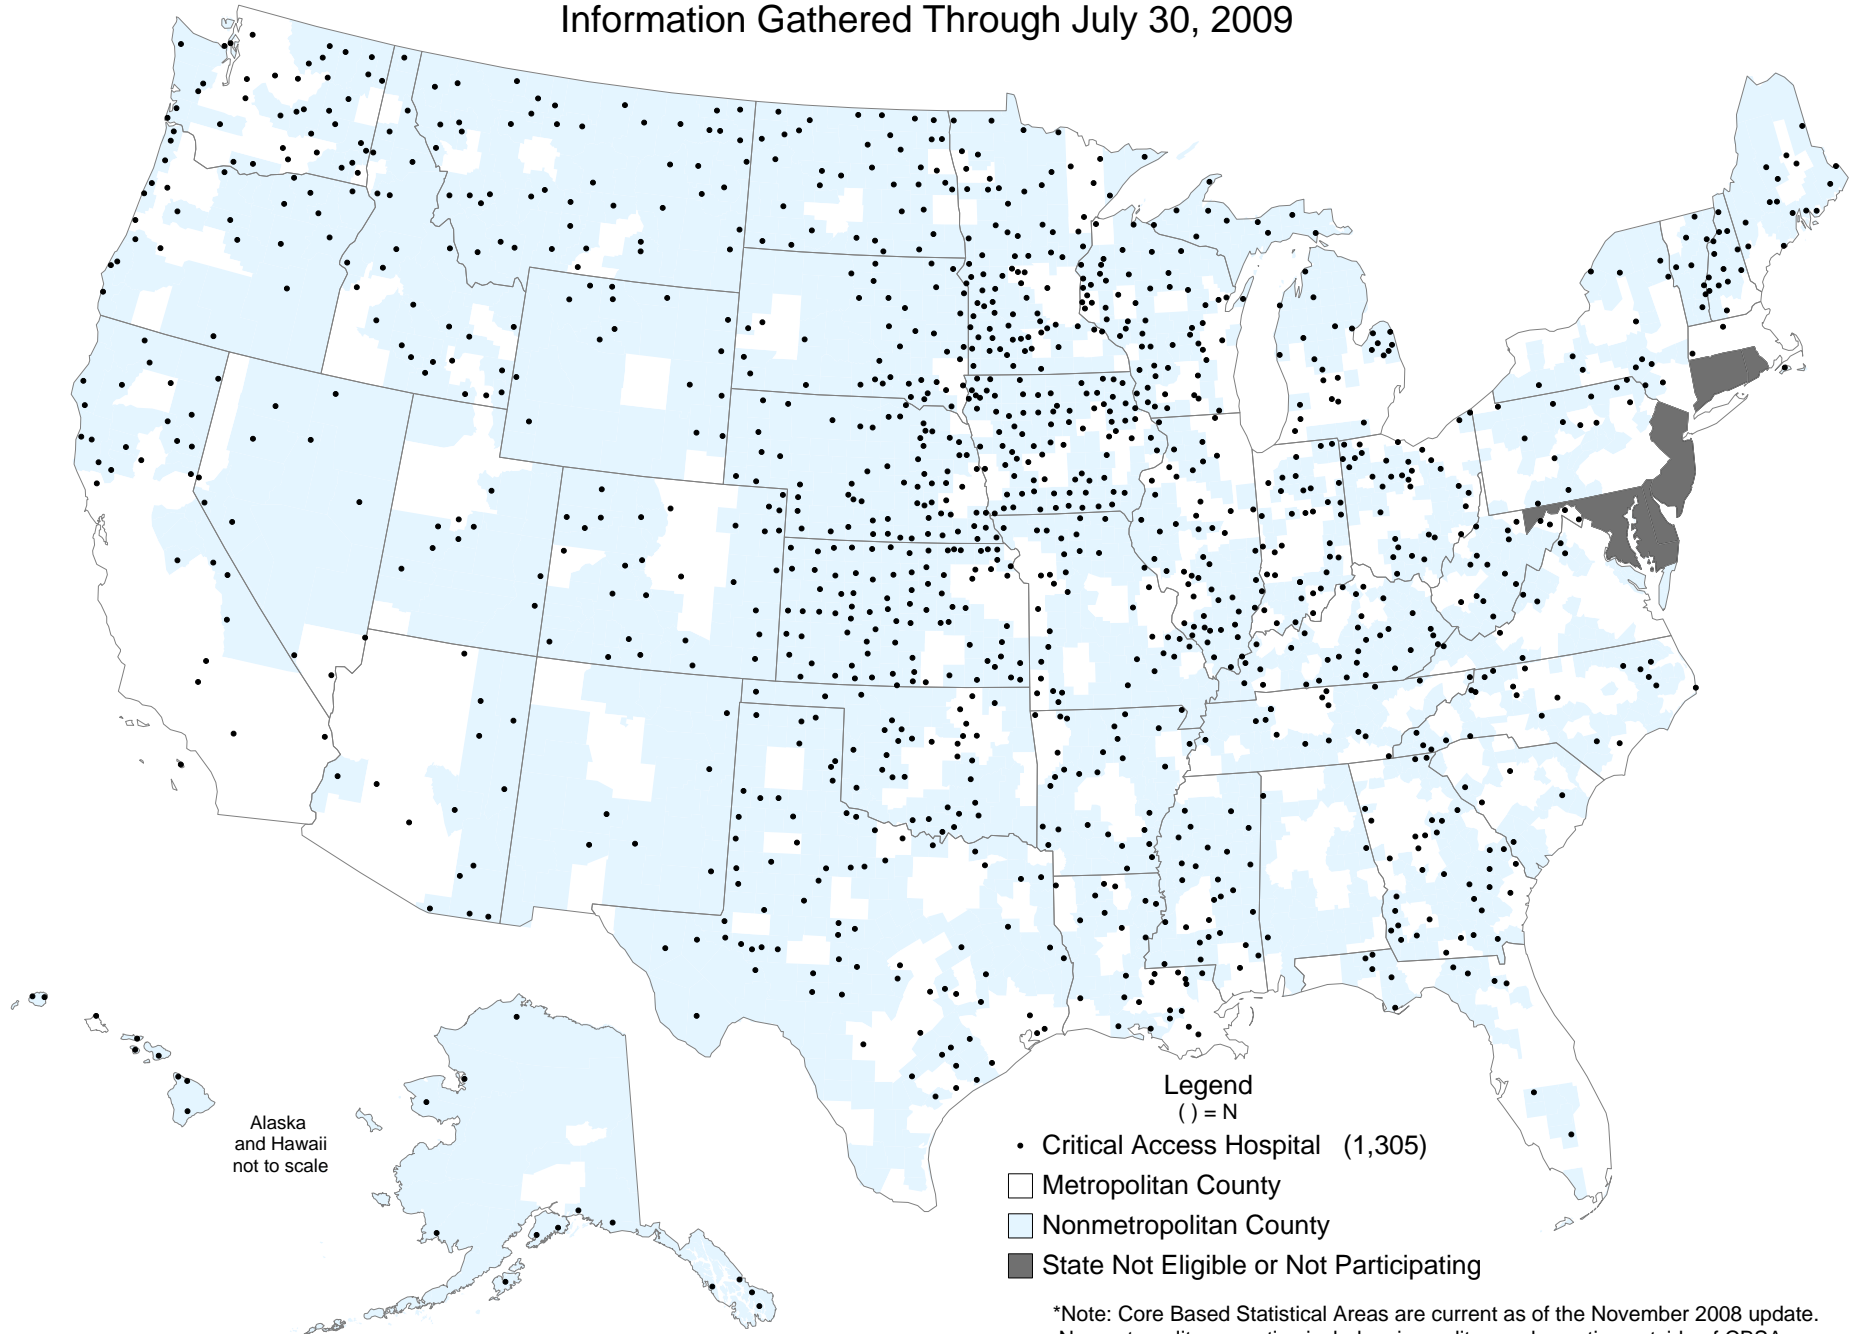 Information Gathered Through July 30, 2009
Alaska
and Hawaii
not to scale
Legend
( ) = N
Critical Access Hospital (1,305)
Metropolitan County
Nonmetropolitan County
State Not Eligible or Not Participating
*Note: Core Based Statistical Areas are current as of the November 2008 update.